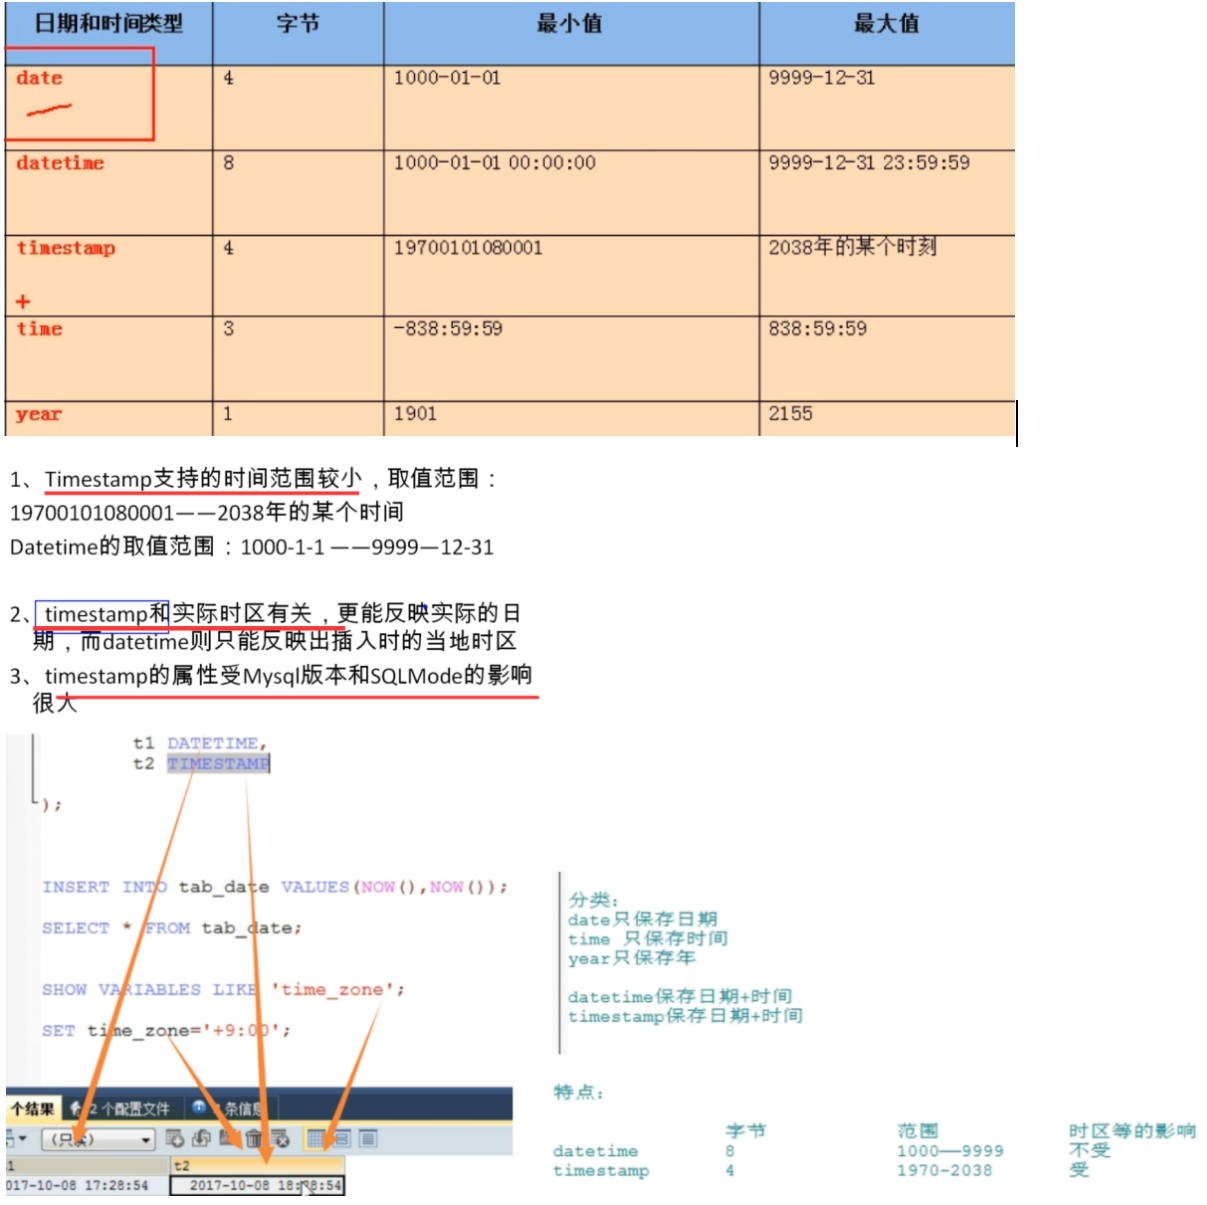 日期和时间类型 字节 最小值 最大值
date 4 1000-01-01 9999-12-31
datetime 8 1000-01-01 00:00:00 9999-12-31 23:59:59
timestamp 4 19700101080001 2038年的某个时刻
+
time 3 -838:59:59 838:59:59
year 1 1901 2155
1、Timestamp支持的时间范围较小，取值范围：
19700101080001——2038年的某个时间
Datetime的取值范围：1000-1-1 ——9999—12-31
2、timestamp和实际时区有关，更能反映实际的日
期，而datetime则只能反映出插入时的当地时区
3、timestamp的属性受Mysql版本和SQLMode的影响
很大
t1 DATETIME,
t2 TIMESTAMP
);
INSERT INTO tab_date VALUES(NOW(),NOW());
SELECT * FROM tab_date;
SHOW VARIABLES LIKE 'time_zone';
SET time_zone='+9:00';
个结果 2 个配置文件 条信息
(只读)
t2
017-10-08 17:28:54 2017-10-08 18:28:54
分类：
date只保存日期
time 只保存时间
year只保存年
datetime保存日期+时间
timestamp保存日期+时间
特点：
字节 范围 时区等的影响
datetime 8 1000——9999 不受
timestamp 4 1970-2038 受